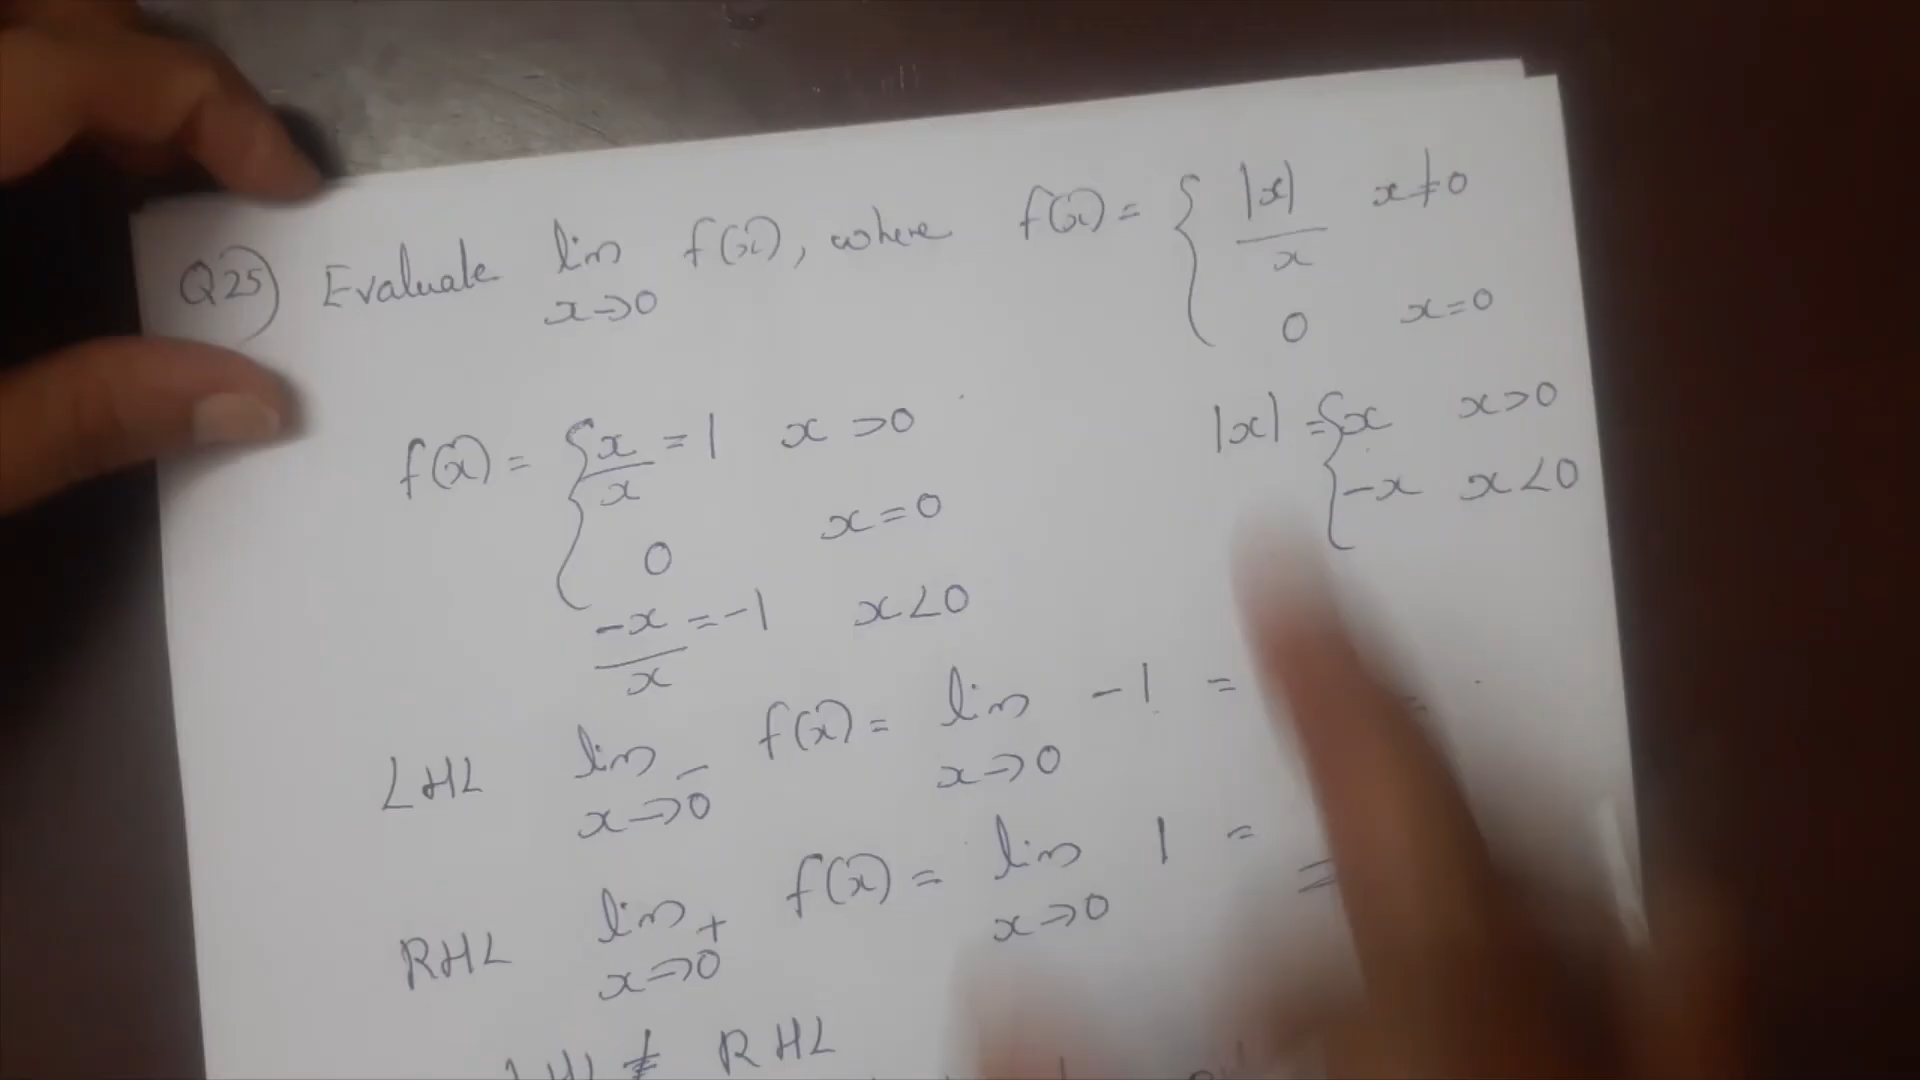 Q25) Evaluate lim x→0 f(x), where f(x) = { |x|/x x≠0
0 x=0
f(x) = { x/x = 1 x>0
|x| = { x x>0
-x x<0
0 x=0
-x/x = -1 x<0
LHL lim x→0⁻ f(x) = lim x→0 -1 =
RHL lim x→0⁺ f(x) = lim x→0 1 =
LHL ≠ RHL